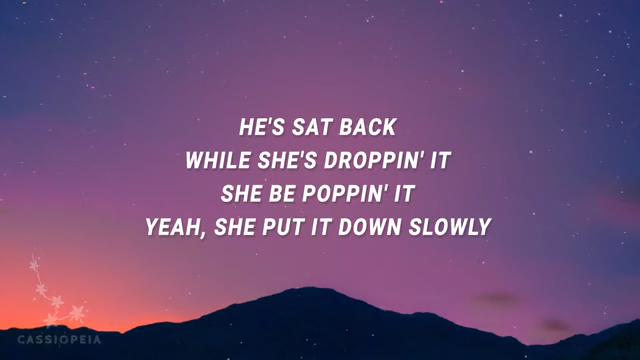 HE'S SAT BACK
WHILE SHE'S DROPPIN' IT
SHE BE POPPIN' IT
YEAH, SHE PUT IT DOWN SLOWLY
CASSIOPEIA